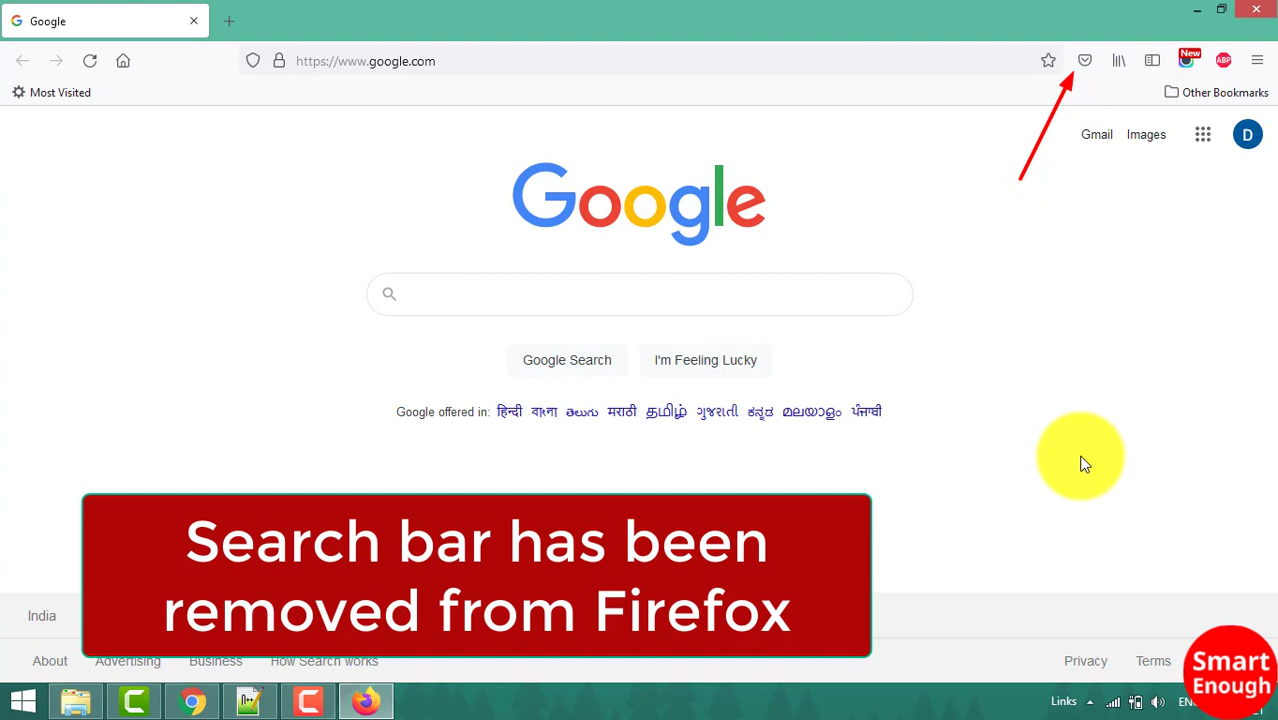 Google
https://www.google.com
New
ABP
Most Visited
Other Bookmarks
Gmail
Images
D
Google
Google Search
I'm Feeling Lucky
Google offered in: हिन्दी বাংলা తెలుగు मराठी தமிழ் ગુજરાતી ಕನ್ನಡ മലയാളം ਪੰਜਾਬੀ
Search bar has been
removed from Firefox
India
About
Advertising
Business
How Search works
Privacy
Terms
Smart
Enough
Links